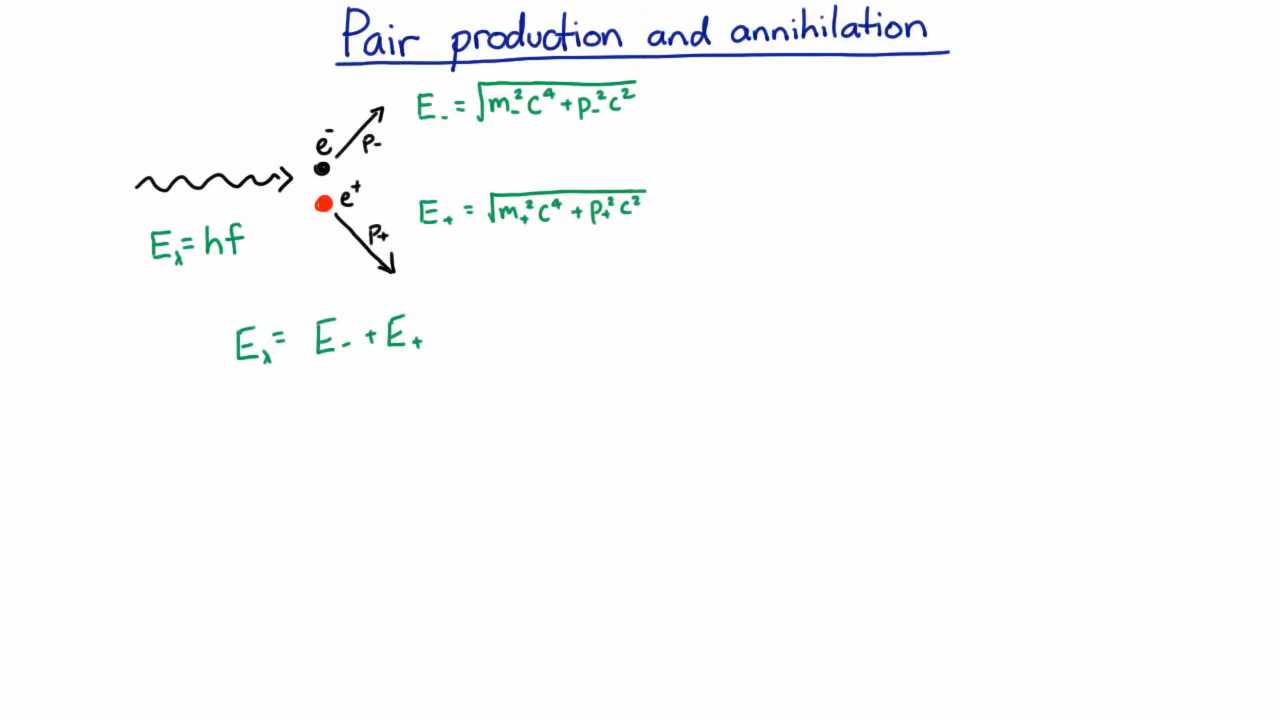 Pair production and annihilation
E₋ = √(m₋²c⁴ + p₋²c²)
e⁻
p₋
e⁺
E₊ = √(m₊²c⁴ + p₊²c²)
p₊
E_λ = hf
E_λ = E₋ + E₊